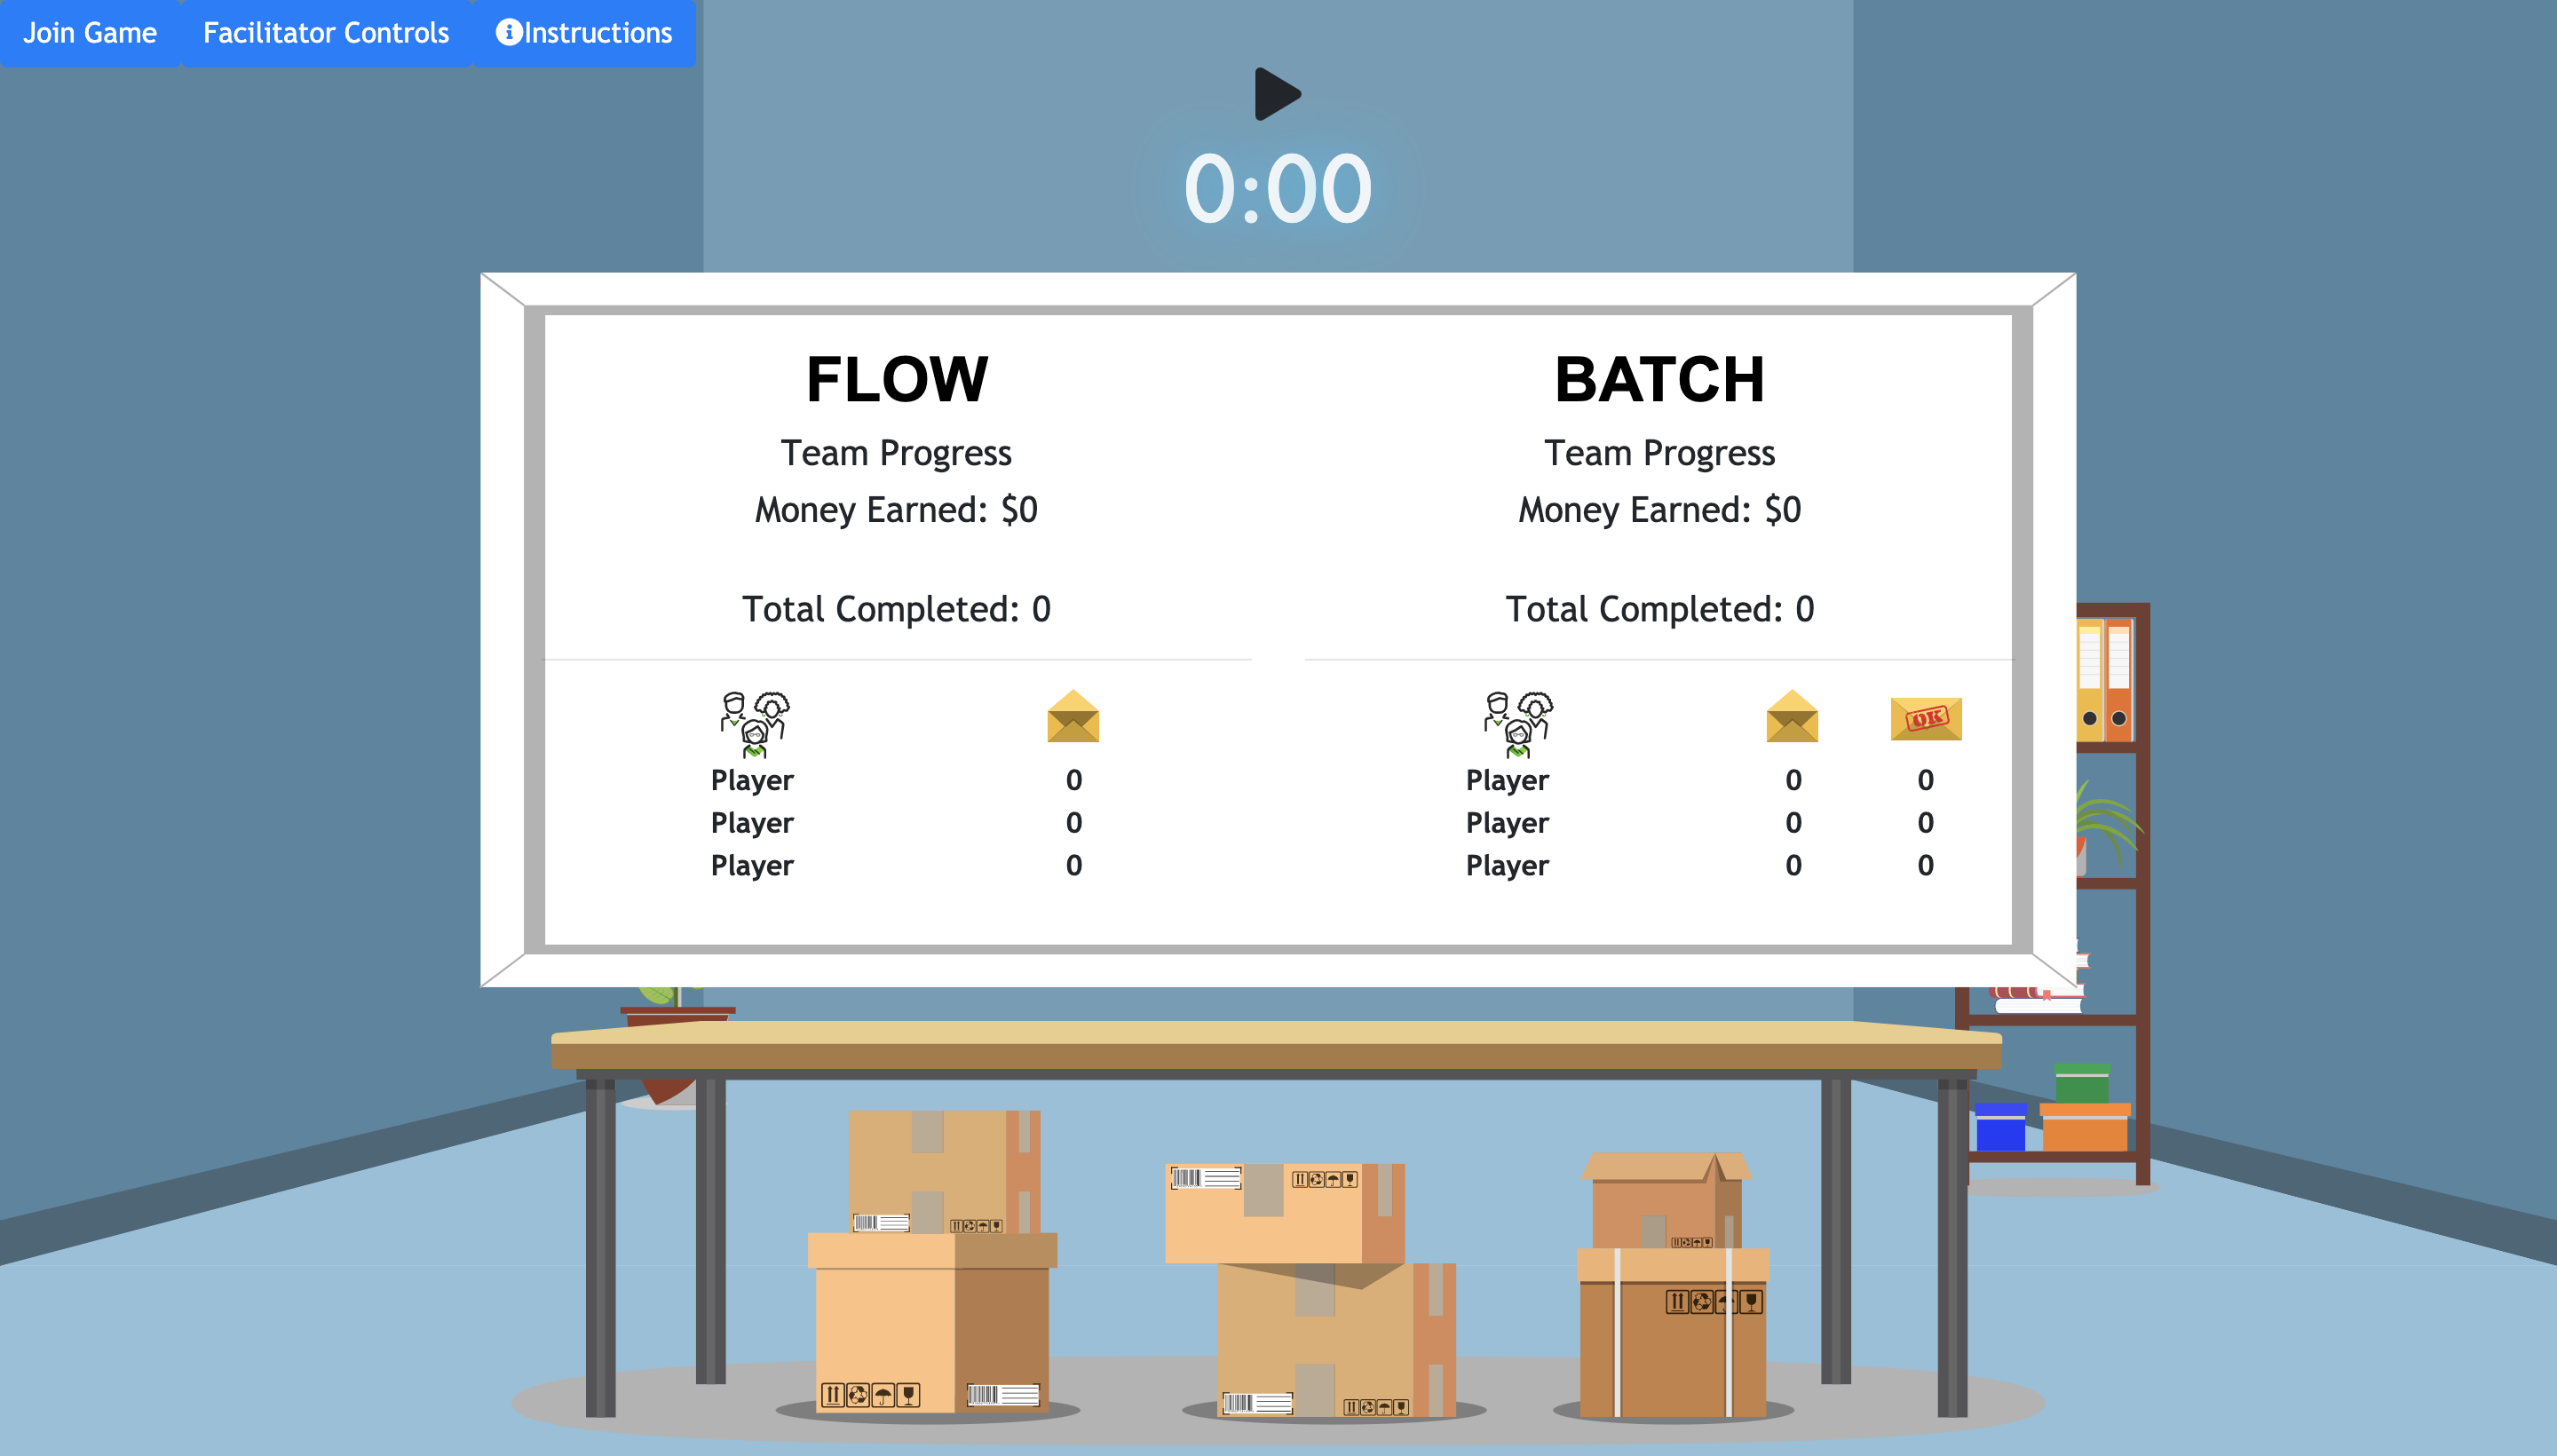 Join Game
Facilitator Controls
Instructions
0:00
FLOW
Team Progress
Money Earned: $0
Total Completed: 0
Player 0
Player 0
Player 0
BATCH
Team Progress
Money Earned: $0
Total Completed: 0
OK
Player 0 0
Player 0 0
Player 0 0